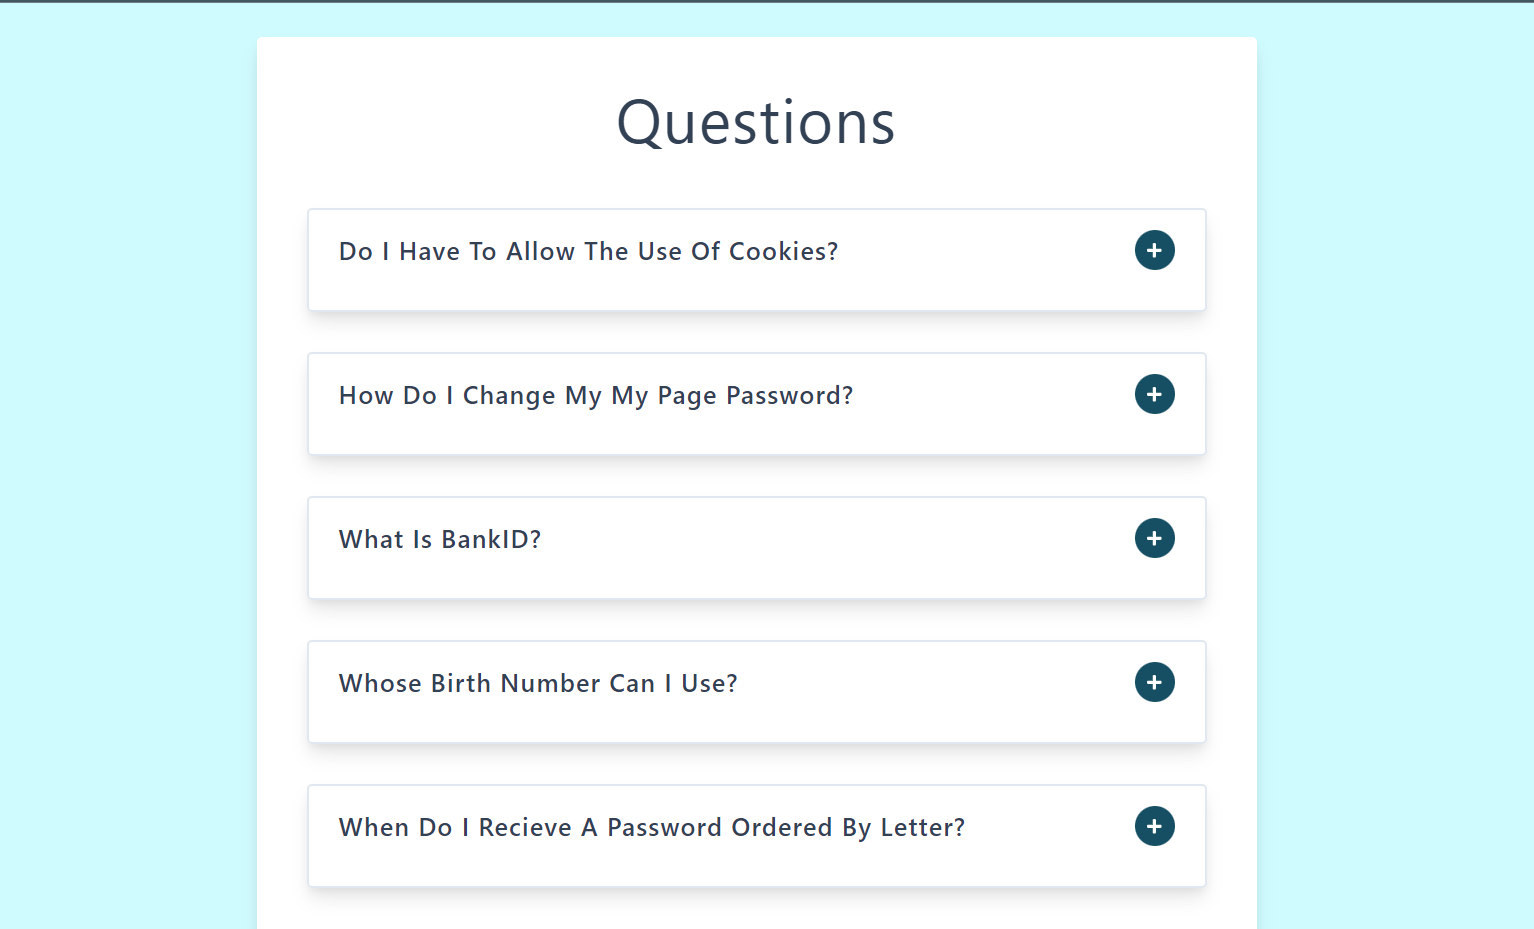 Questions
Do I Have To Allow The Use Of Cookies?
How Do I Change My My Page Password?
What Is BankID?
Whose Birth Number Can I Use?
When Do I Recieve A Password Ordered By Letter?